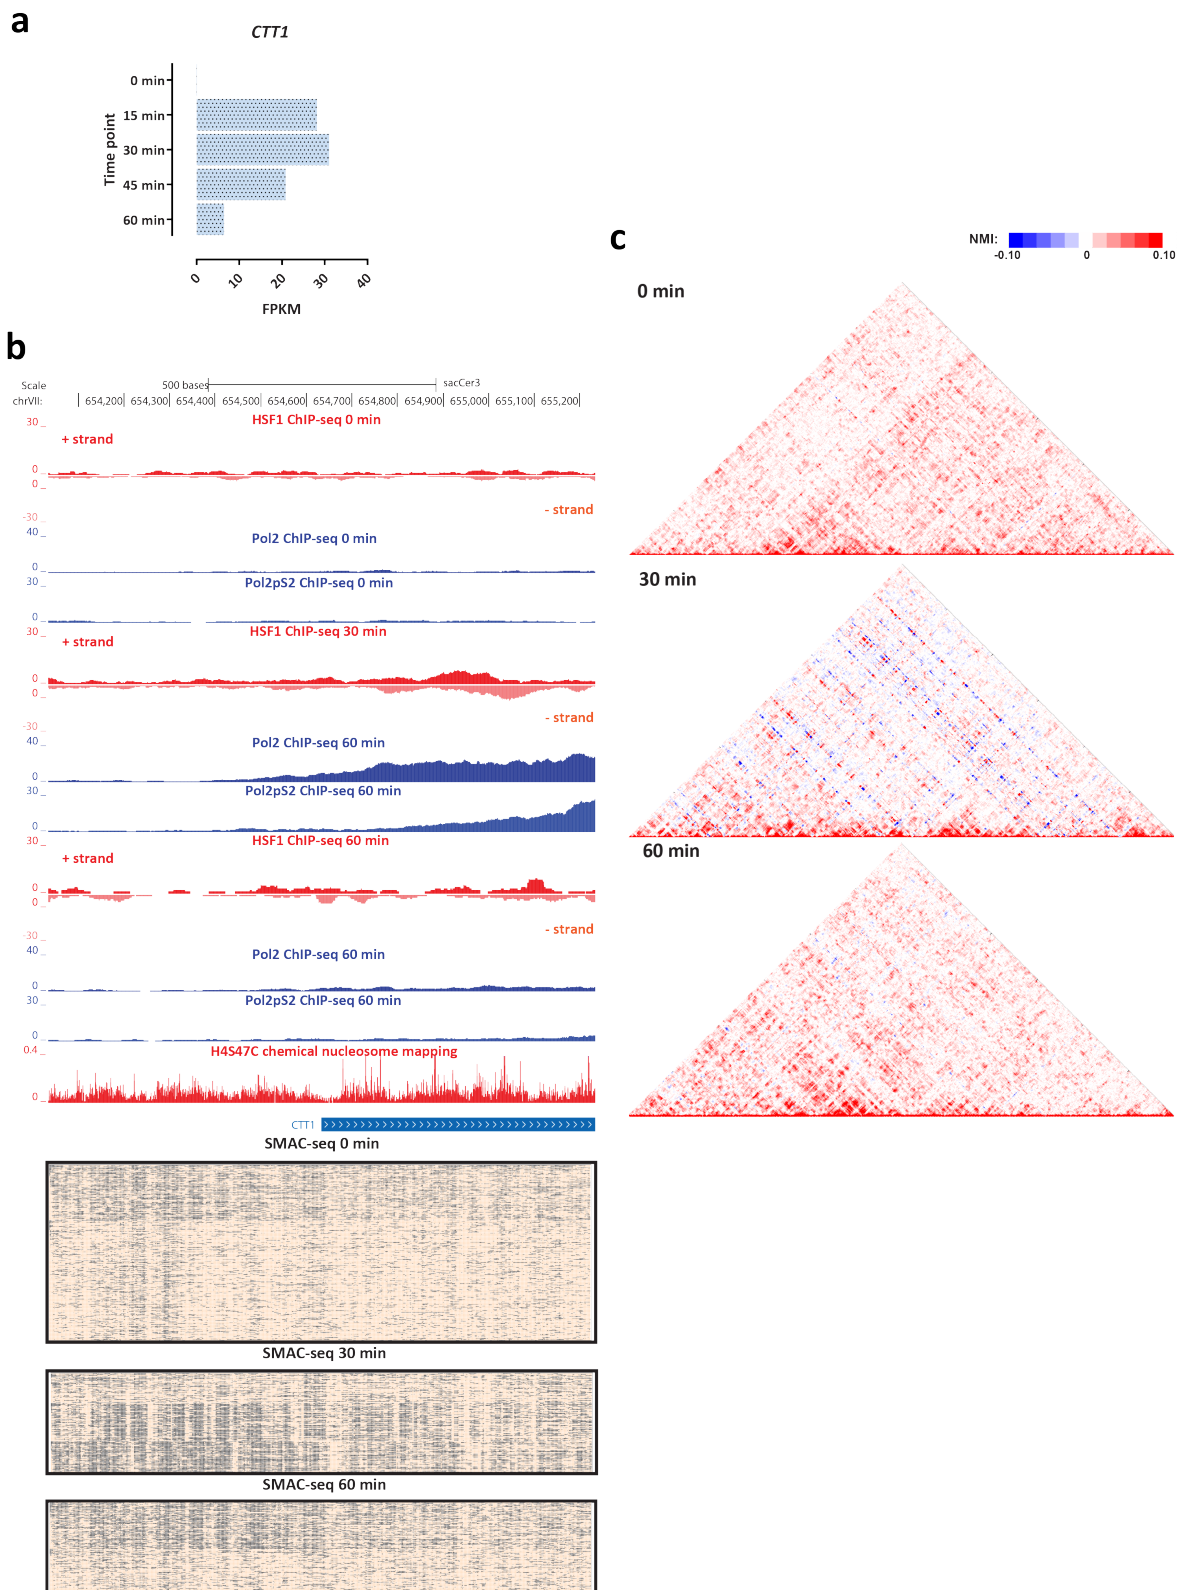 a
CTT1
Time point
0 min
15 min
30 min
45 min
60 min
0 10 20 30 40
FPKM
b
Scale 500 bases sacCer3
chrVII: 654,200 654,300 654,400 654,500 654,600 654,700 654,800 654,900 655,000 655,100 655,200
HSF1 ChIP-seq 0 min
30
+ strand
0
0
- strand
-30
Pol2 ChIP-seq 0 min
40
0
Pol2pS2 ChIP-seq 0 min
30
0
HSF1 ChIP-seq 30 min
30
+ strand
0
0
- strand
-30
Pol2 ChIP-seq 60 min
40
0
Pol2pS2 ChIP-seq 60 min
30
0
HSF1 ChIP-seq 60 min
30
+ strand
0
0
- strand
-30
Pol2 ChIP-seq 60 min
40
0
Pol2pS2 ChIP-seq 60 min
30
0
H4S47C chemical nucleosome mapping
0.4
0
CTT1
SMAC-seq 0 min
SMAC-seq 30 min
SMAC-seq 60 min
c
NMI:
-0.10 0 0.10
0 min
30 min
60 min